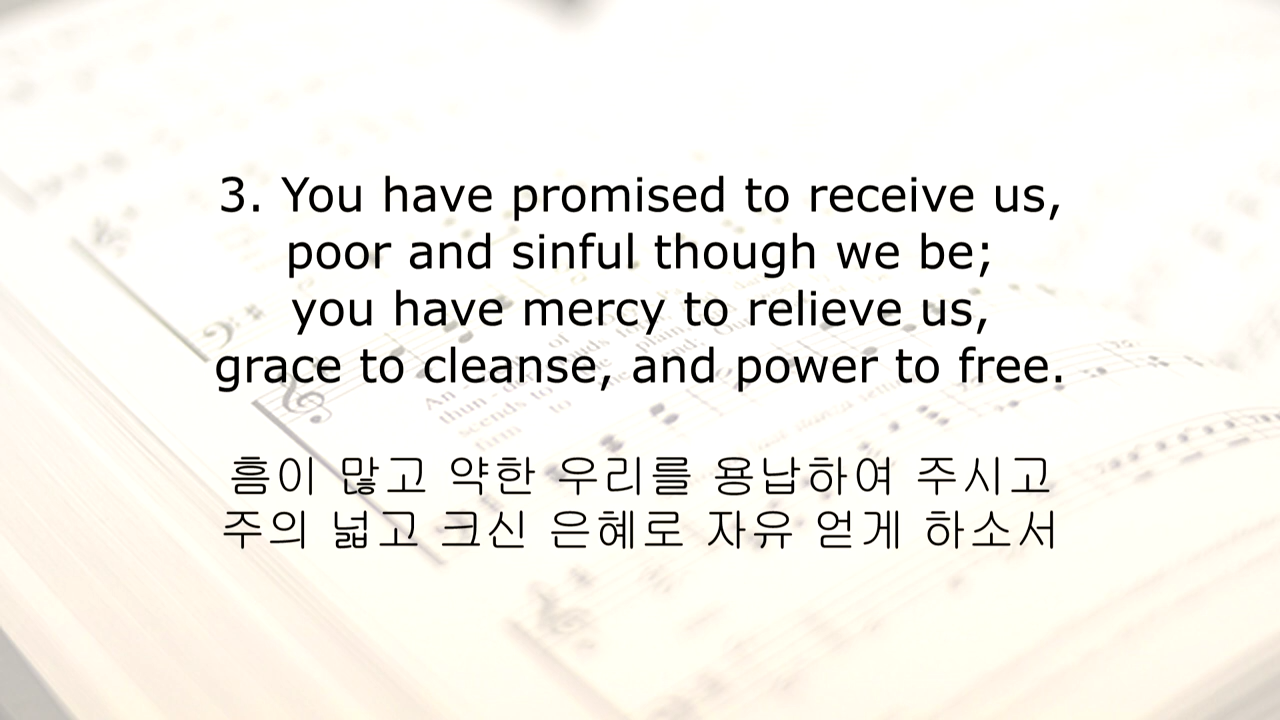 3. You have promised to receive us,
poor and sinful though we be;
you have mercy to relieve us,
grace to cleanse, and power to free.
흠이 많고 약한 우리를 용납하여 주시고
주의 넓고 크신 은혜로 자유 얻게 하소서